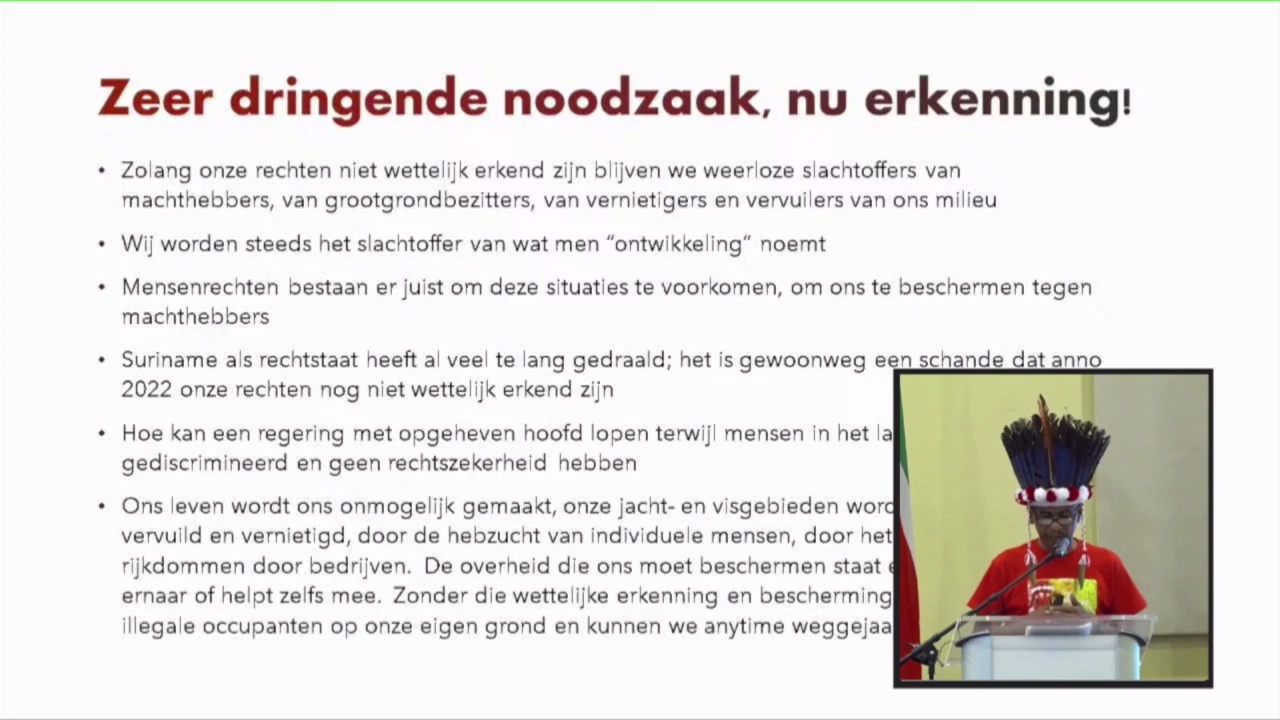 Zeer dringende noodzaak, nu erkenning!
• Zolang onze rechten niet wettelijk erkend zijn blijven we weerloze slachtoffers van
machthebbers, van grootgrondbezitters, van vernietigers en vervuilers van ons milieu
• Wij worden steeds het slachtoffer van wat men “ontwikkeling” noemt
• Mensenrechten bestaan er juist om deze situaties te voorkomen, om ons te beschermen tegen
machthebbers
• Suriname als rechtstaat heeft al veel te lang gedraald; het is gewoonweg een schande dat anno
2022 onze rechten nog niet wettelijk erkend zijn
• Hoe kan een regering met opgeheven hoofd lopen terwijl mensen in het
gediscrimineerd en geen rechtszekerheid hebben
• Ons leven wordt ons onmogelijk gemaakt, onze jacht- en visgebieden
vervuild en vernietigd, door de hebzucht van individuele mensen, door het
rijkdommen door bedrijven. De overheid die ons moet beschermen staat
ernaar of helpt zelfs mee. Zonder die wettelijke erkenning en bescherming
illegale occupanten op onze eigen grond en kunnen we anytime